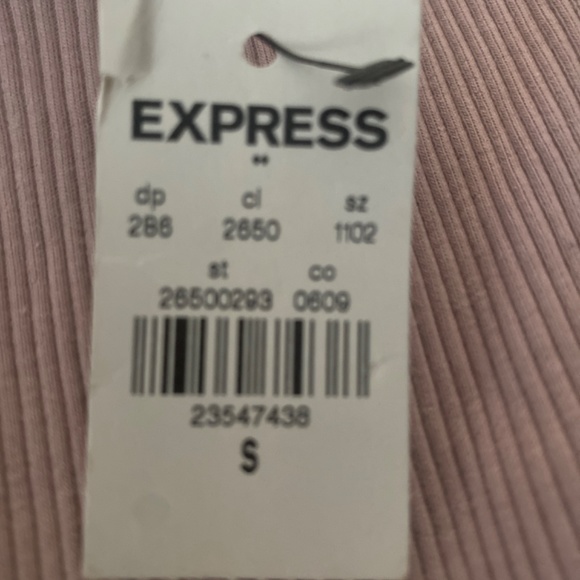 EXPRESS
dp cl sz
286 2650 1102
st co
26500293 0609
23547438
S